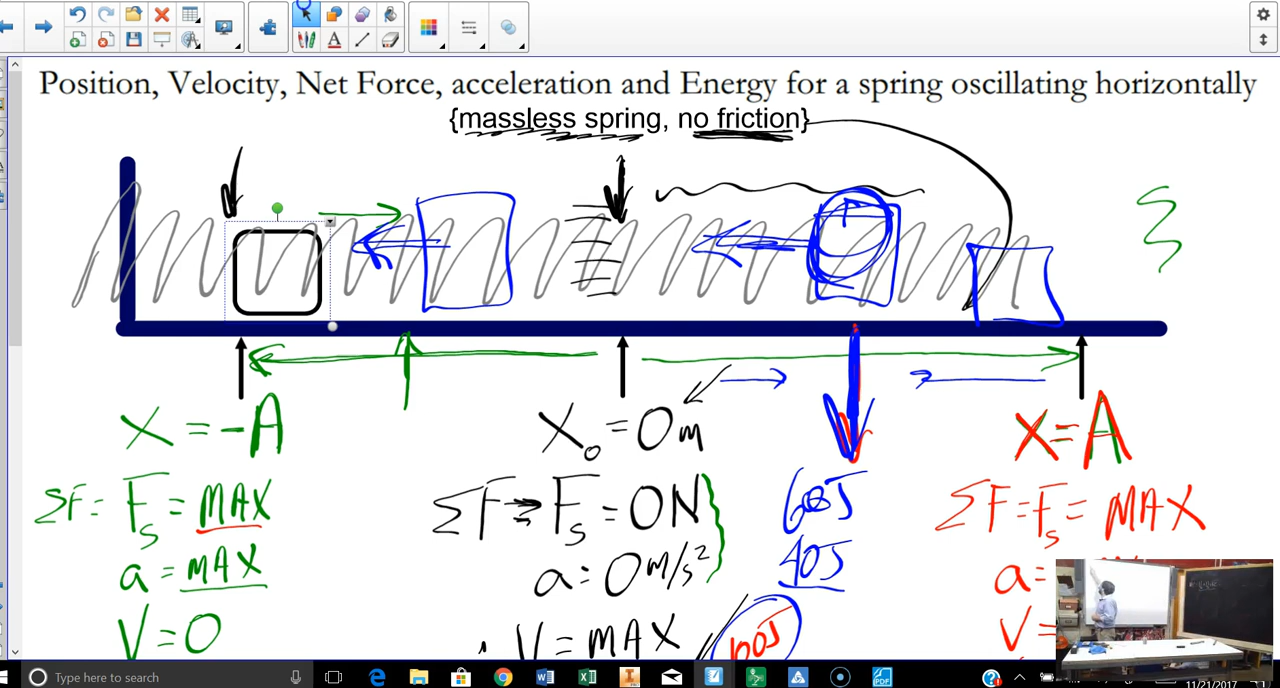 Position, Velocity, Net Force, acceleration and Energy for a spring oscillating horizontally
{massless spring, no friction}
X = -A
X₀ = 0m
X = A
ΣF = Fs = MAX
ΣF = Fs = 0N
60J
ΣF = Fs = MAX
a = MAX
a = 0 m/s²
40J
a =
V = 0
V = MAX
100J
V =
Type here to search
11/21/2017